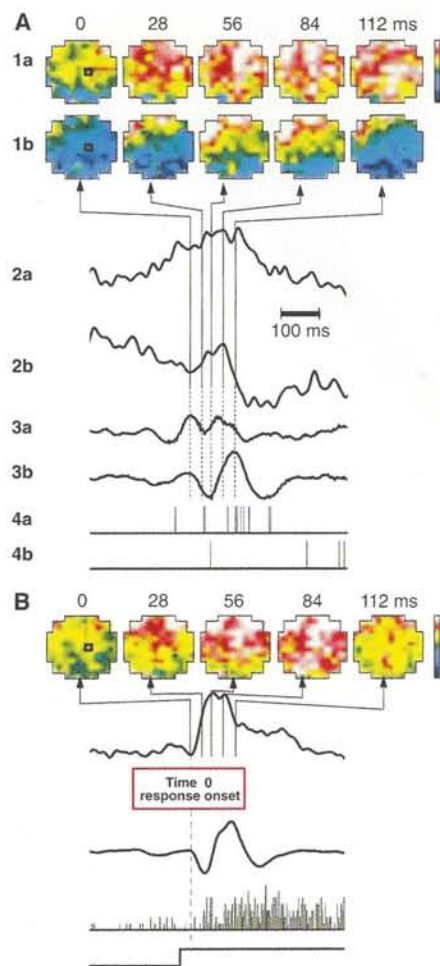 A
0 28 56 84 112 ms
1a
1b
2a
100 ms
2b
3a
3b
4a
4b
B
0 28 56 84 112 ms
Time 0
response onset